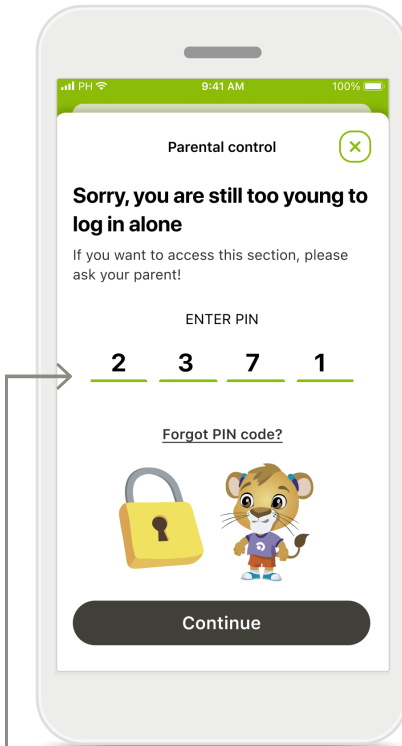 PH 9:41 AM 100%
Parental control
Sorry, you are still too young to
log in alone
If you want to access this section, please
ask your parent!
ENTER PIN
2 3 7 1
Forgot PIN code?
Continue